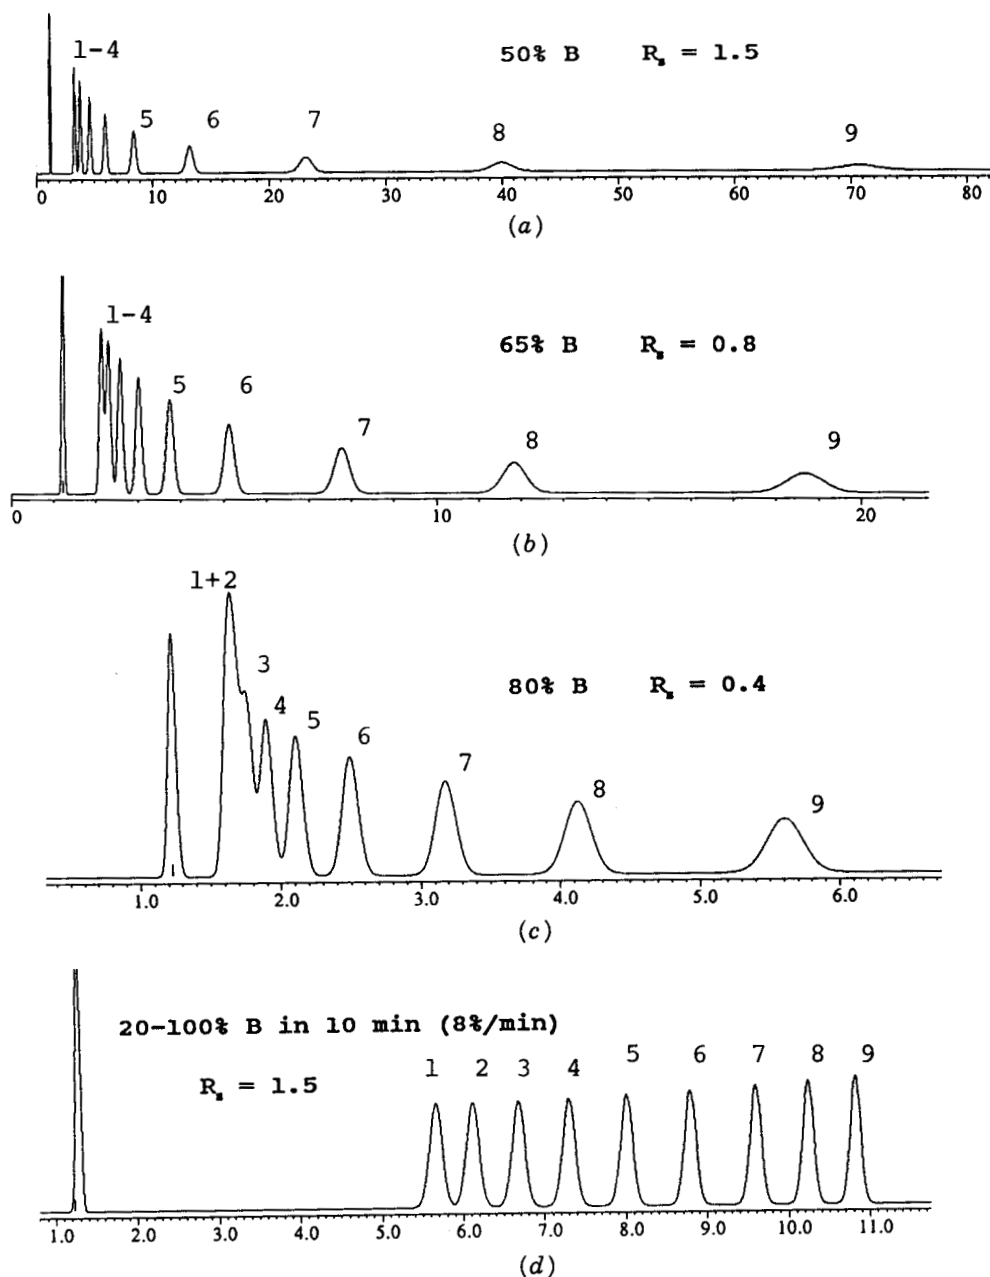 1-4
50% B    Rs = 1.5
5 6 7 8 9
0 10 20 30 40 50 60 70 80
(a)
1-4
65% B    Rs = 0.8
5 6 7 8 9
0 10 20
(b)
1+2
3
80% B    Rs = 0.4
4 5 6 7 8 9
1.0 2.0 3.0 4.0 5.0 6.0
(c)
20-100% B in 10 min (8%/min)
Rs = 1.5
1 2 3 4 5 6 7 8 9
1.0 2.0 3.0 4.0 5.0 6.0 7.0 8.0 9.0 10.0 11.0
(d)